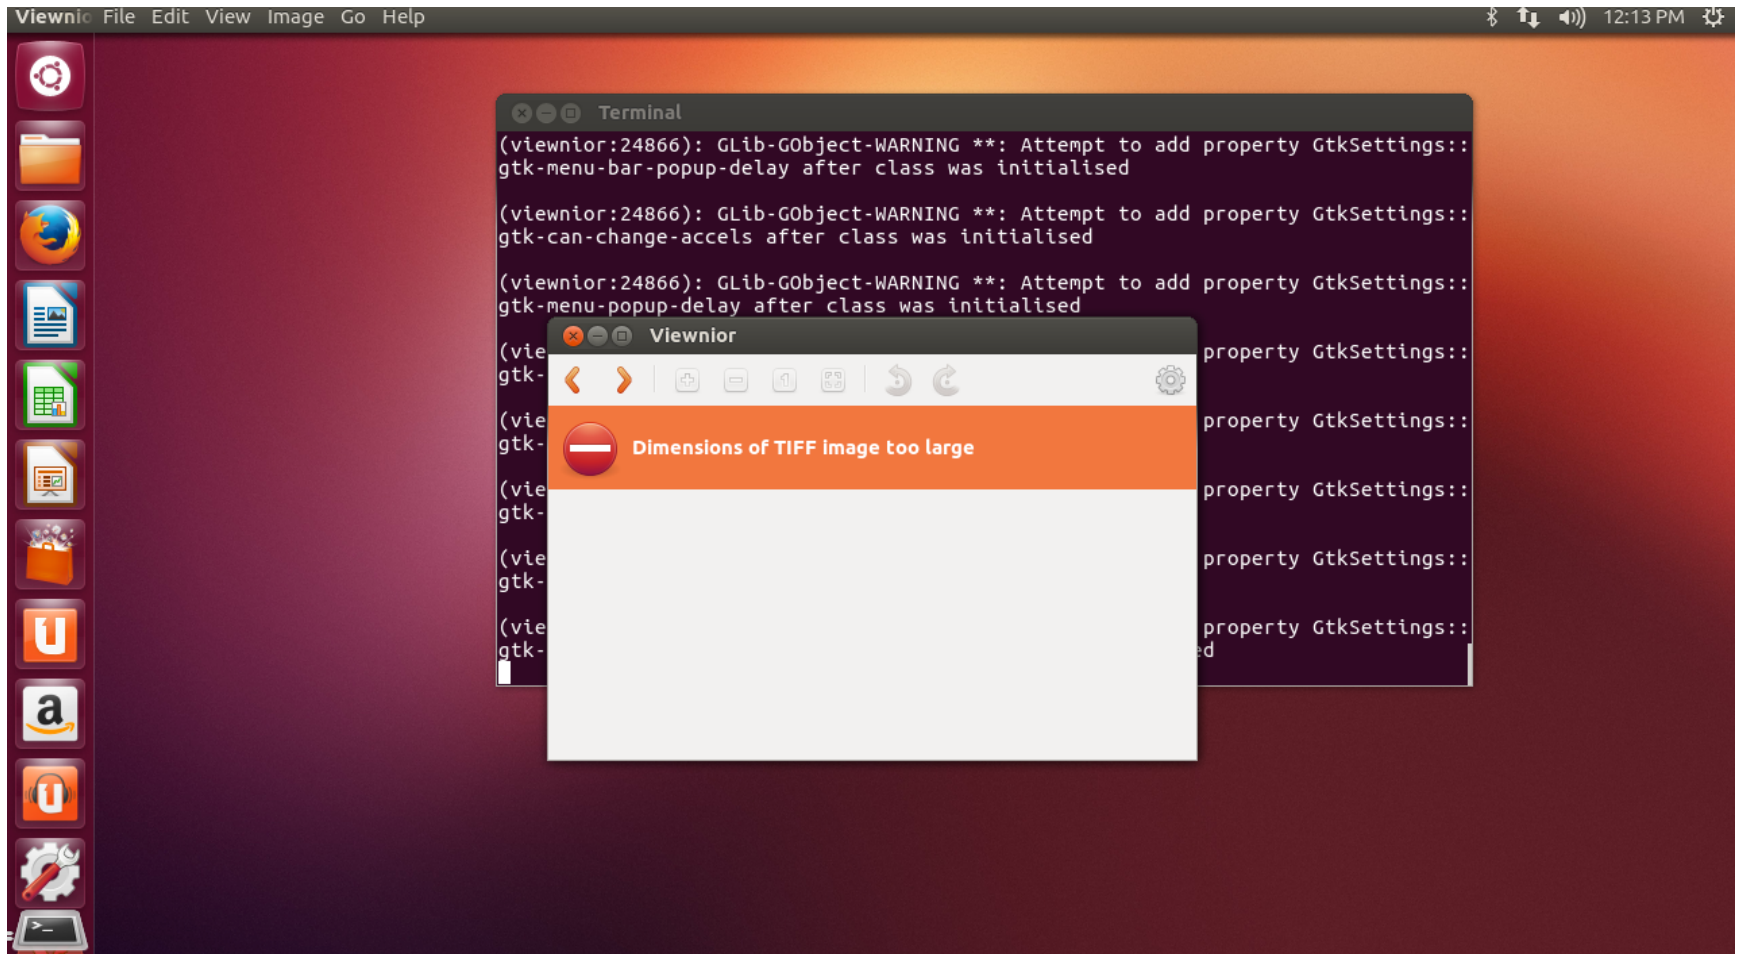 Viewnior File Edit View Image Go Help
12:13 PM
Terminal
(viewnior:24866): GLib-GObject-WARNING **: Attempt to add property GtkSettings::
gtk-menu-bar-popup-delay after class was initialised
(viewnior:24866): GLib-GObject-WARNING **: Attempt to add property GtkSettings::
gtk-can-change-accels after class was initialised
(viewnior:24866): GLib-GObject-WARNING **: Attempt to add property GtkSettings::
gtk-menu-popup-delay after class was initialised
(vie property GtkSettings::
gtk-
(vie property GtkSettings::
gtk-
(vie property GtkSettings::
gtk-
(vie property GtkSettings::
gtk-
(vie property GtkSettings::
gtk- ed
Viewnior
1
Dimensions of TIFF image too large